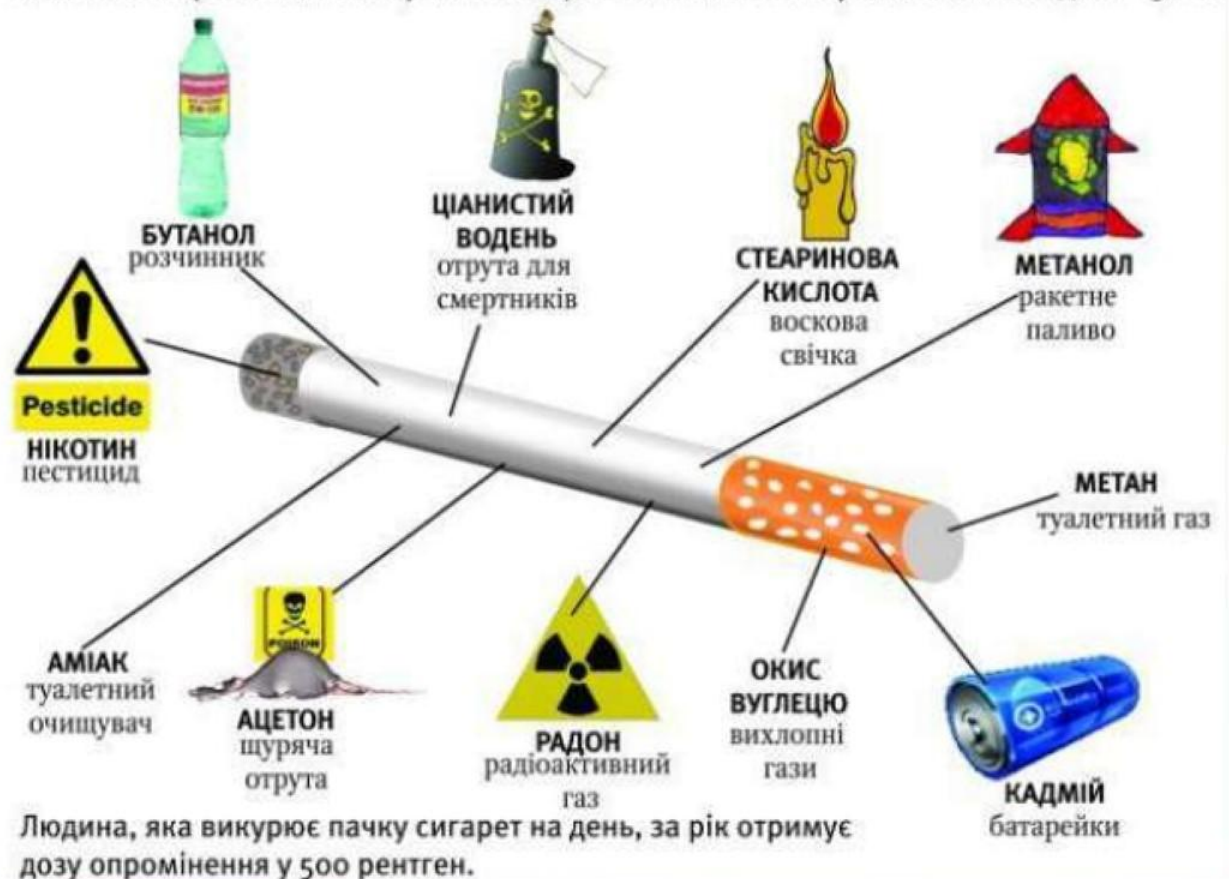 БУТАНОЛ
розчинник
ЦІАНИСТИЙ
ВОДЕНЬ
отрута для
смертників
СТЕАРИНОВА
КИСЛОТА
воскова
свічка
МЕТАНОЛ
ракетне
паливо
Pesticide
НІКОТИН
пестицид
МЕТАН
туалетний газ
АМІАК
туалетний
очищувач
POISON
АЦЕТОН
щуряча
отрута
РАДОН
радіоактивний
газ
ОКИС
ВУГЛЕЦЮ
вихлопні
гази
КАДМІЙ
батарейки
Людина, яка викурює пачку сигарет на день, за рік отримує
дозу опромінення у 500 рентген.